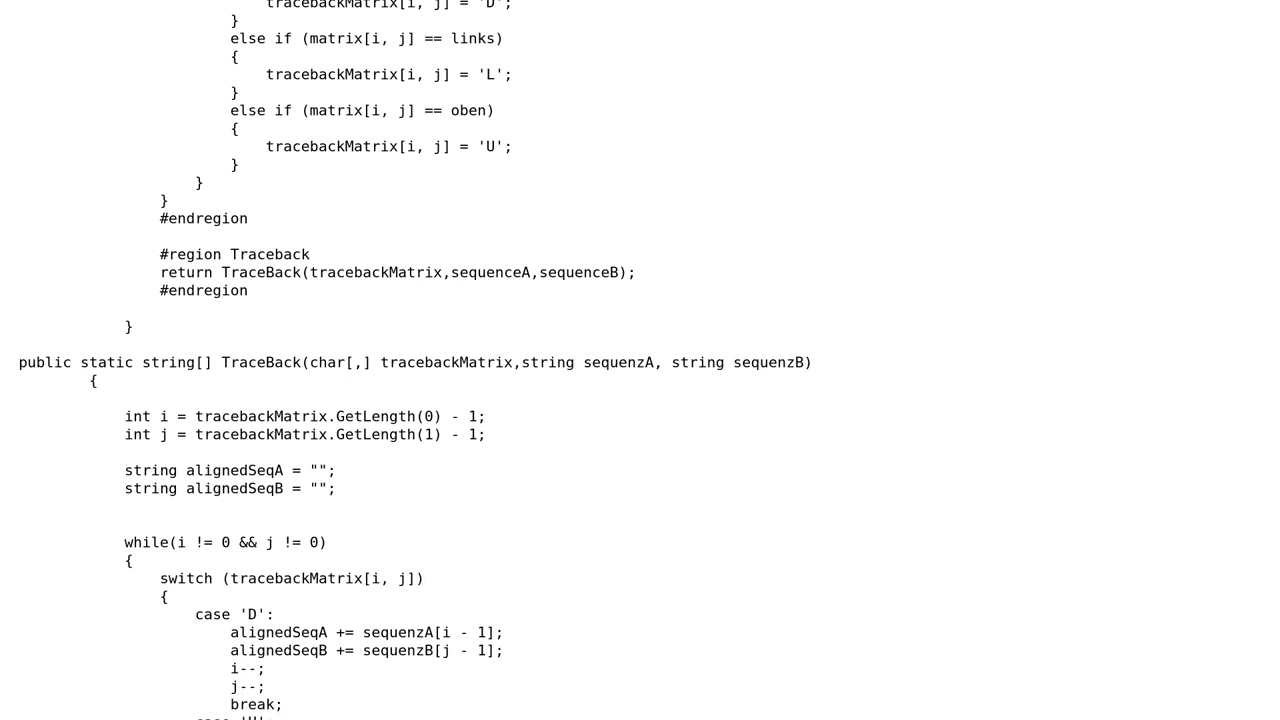 tracebackMatrix[i, j] = 'D';
}
else if (matrix[i, j] == links)
{
tracebackMatrix[i, j] = 'L';
}
else if (matrix[i, j] == oben)
{
tracebackMatrix[i, j] = 'U';
}
}
}
#endregion
#region Traceback
return TraceBack(tracebackMatrix,sequenceA,sequenceB);
#endregion
}
public static string[] TraceBack(char[,] tracebackMatrix,string sequenzA, string sequenzB)
{
int i = tracebackMatrix.GetLength(0) - 1;
int j = tracebackMatrix.GetLength(1) - 1;
string alignedSeqA = "";
string alignedSeqB = "";
while(i != 0 && j != 0)
{
switch (tracebackMatrix[i, j])
{
case 'D':
alignedSeqA += sequenzA[i - 1];
alignedSeqB += sequenzB[j - 1];
i--;
j--;
break;